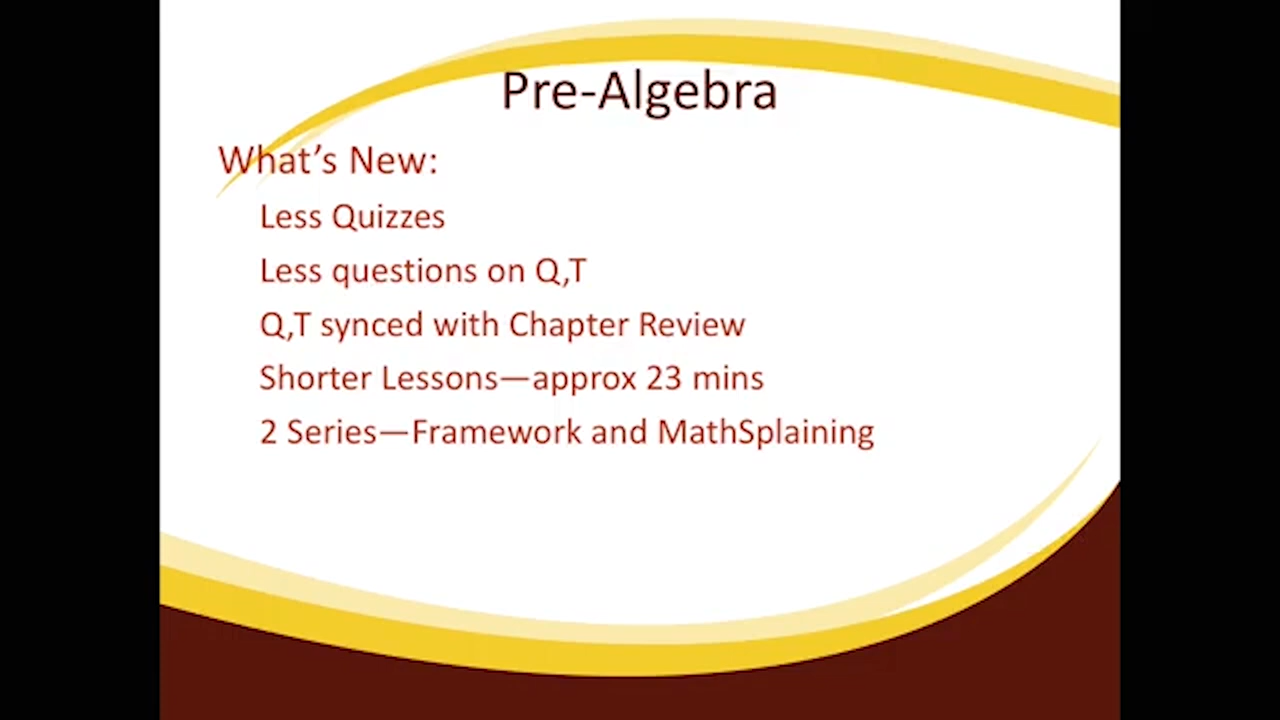 Pre-Algebra
What’s New:
Less Quizzes
Less questions on Q,T
Q,T synced with Chapter Review
Shorter Lessons—approx 23 mins
2 Series—Framework and MathSplaining